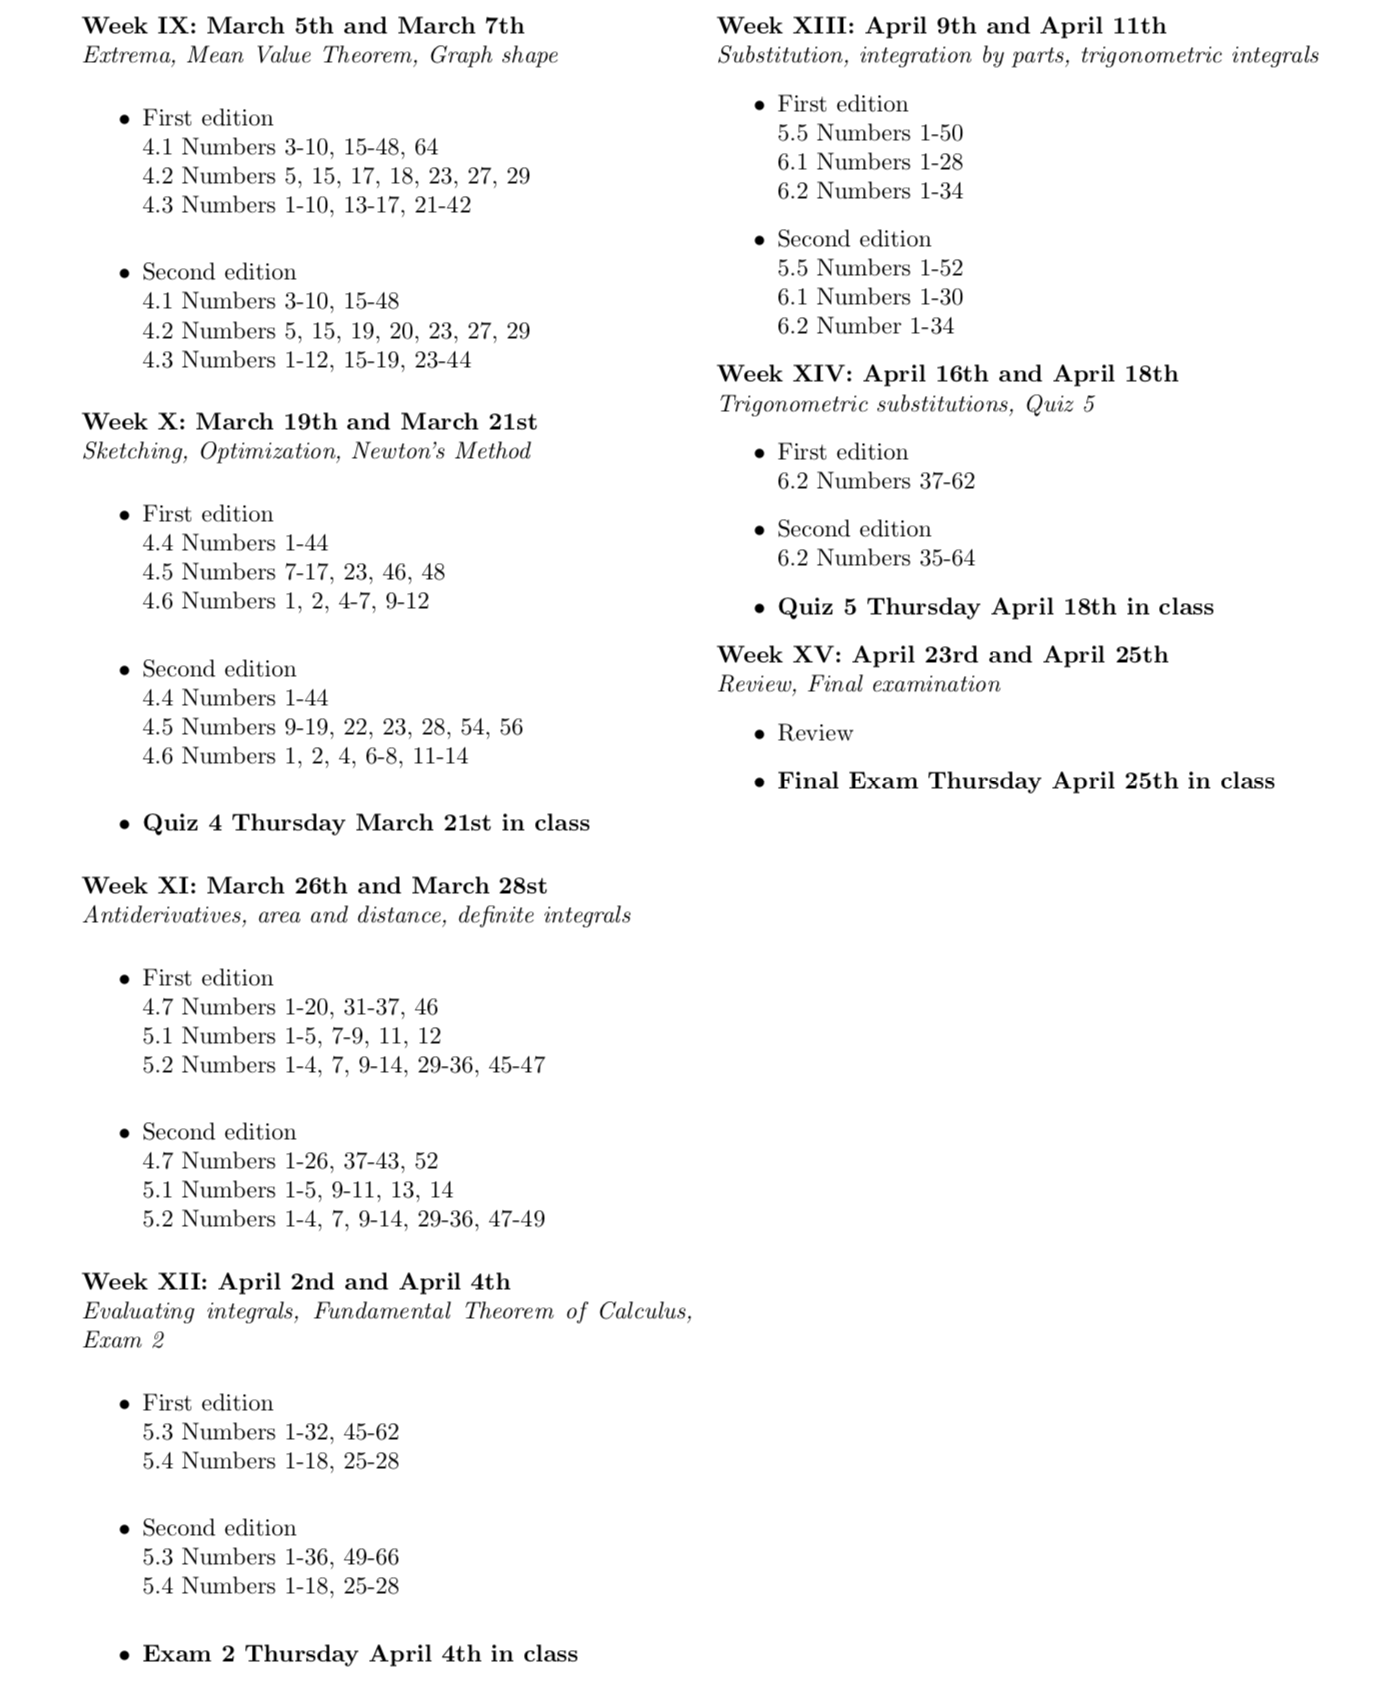 Week IX: March 5th and March 7th
Extrema, Mean Value Theorem, Graph shape
• First edition
4.1 Numbers 3-10, 15-48, 64
4.2 Numbers 5, 15, 17, 18, 23, 27, 29
4.3 Numbers 1-10, 13-17, 21-42
• Second edition
4.1 Numbers 3-10, 15-48
4.2 Numbers 5, 15, 19, 20, 23, 27, 29
4.3 Numbers 1-12, 15-19, 23-44
Week X: March 19th and March 21st
Sketching, Optimization, Newton's Method
• First edition
4.4 Numbers 1-44
4.5 Numbers 7-17, 23, 46, 48
4.6 Numbers 1, 2, 4-7, 9-12
• Second edition
4.4 Numbers 1-44
4.5 Numbers 9-19, 22, 23, 28, 54, 56
4.6 Numbers 1, 2, 4, 6-8, 11-14
• Quiz 4 Thursday March 21st in class
Week XI: March 26th and March 28st
Antiderivatives, area and distance, definite integrals
• First edition
4.7 Numbers 1-20, 31-37, 46
5.1 Numbers 1-5, 7-9, 11, 12
5.2 Numbers 1-4, 7, 9-14, 29-36, 45-47
• Second edition
4.7 Numbers 1-26, 37-43, 52
5.1 Numbers 1-5, 9-11, 13, 14
5.2 Numbers 1-4, 7, 9-14, 29-36, 47-49
Week XII: April 2nd and April 4th
Evaluating integrals, Fundamental Theorem of Calculus,
Exam 2
• First edition
5.3 Numbers 1-32, 45-62
5.4 Numbers 1-18, 25-28
• Second edition
5.3 Numbers 1-36, 49-66
5.4 Numbers 1-18, 25-28
• Exam 2 Thursday April 4th in class
Week XIII: April 9th and April 11th
Substitution, integration by parts, trigonometric integrals
• First edition
5.5 Numbers 1-50
6.1 Numbers 1-28
6.2 Numbers 1-34
• Second edition
5.5 Numbers 1-52
6.1 Numbers 1-30
6.2 Number 1-34
Week XIV: April 16th and April 18th
Trigonometric substitutions, Quiz 5
• First edition
6.2 Numbers 37-62
• Second edition
6.2 Numbers 35-64
• Quiz 5 Thursday April 18th in class
Week XV: April 23rd and April 25th
Review, Final examination
• Review
• Final Exam Thursday April 25th in class